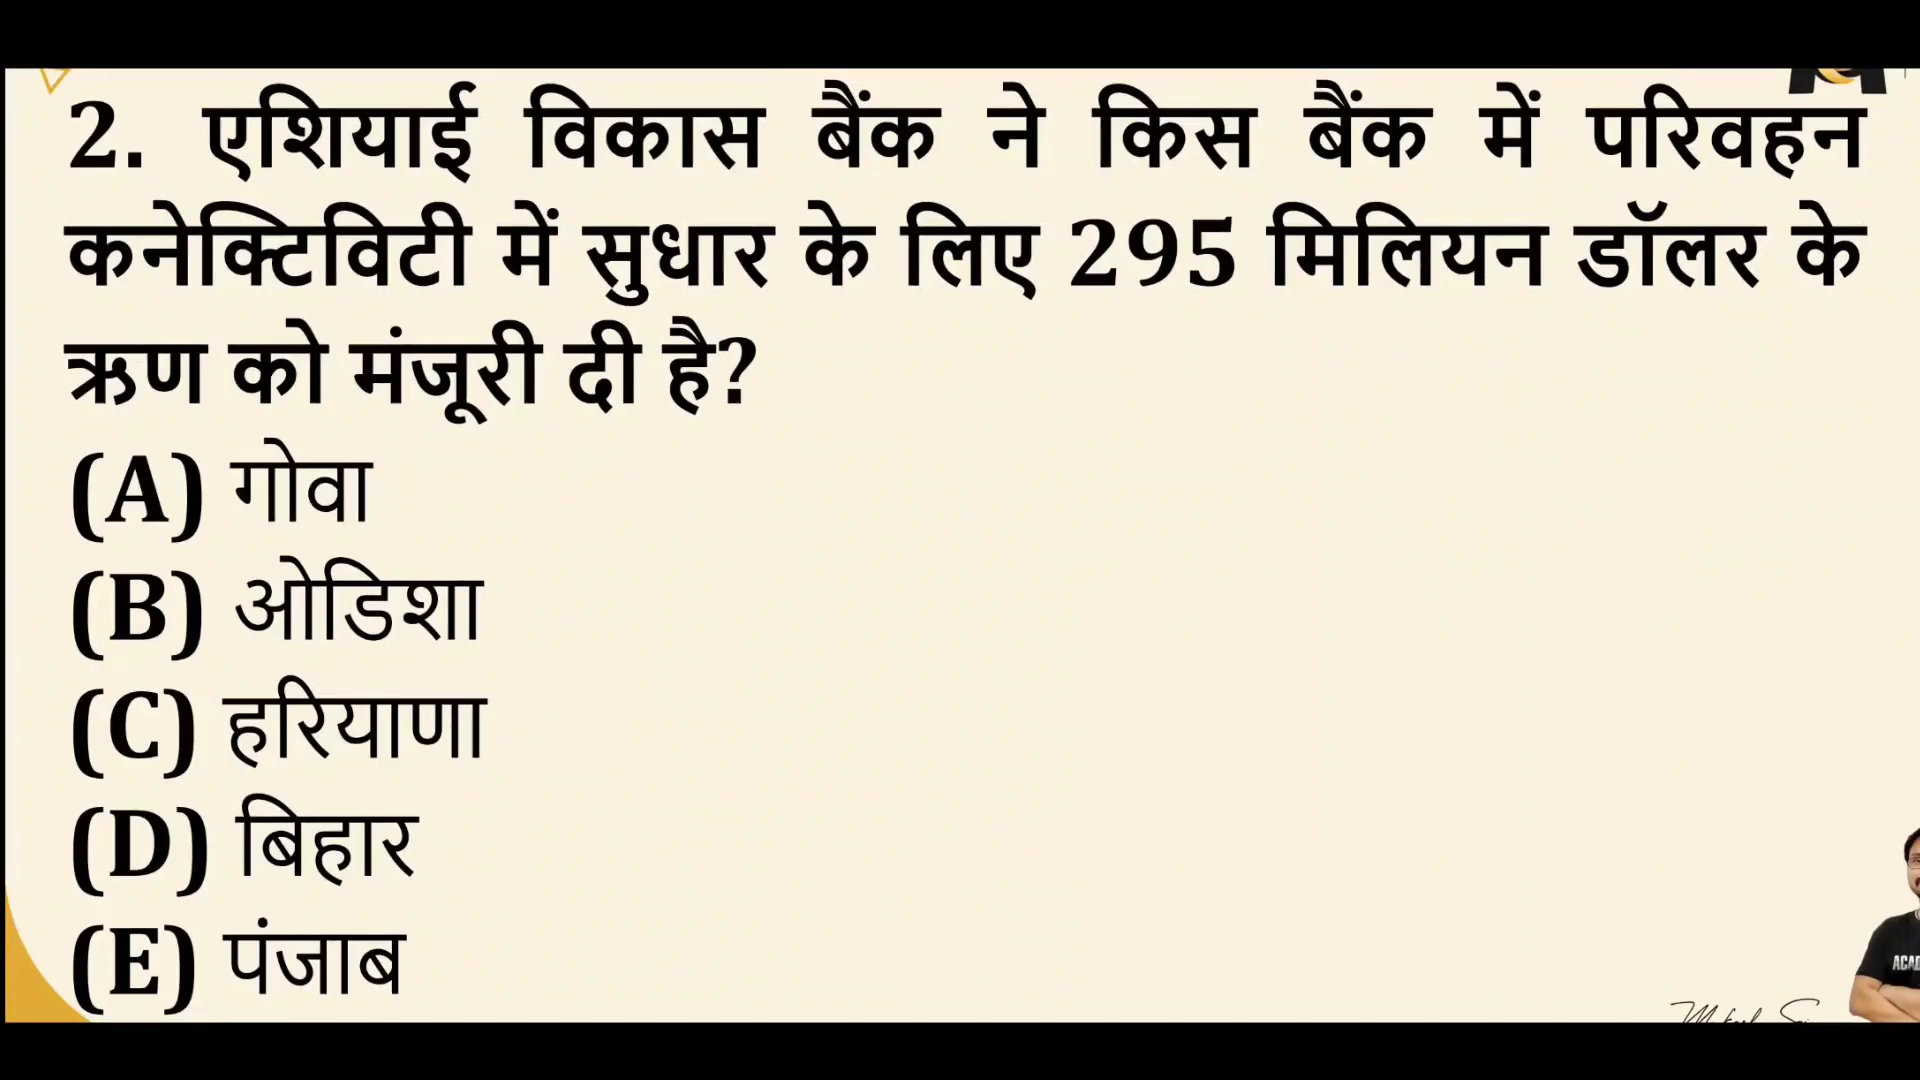 2. एशियाई विकास बैंक ने किस बैंक में परिवहन
कनेक्टिविटी में सुधार के लिए 295 मिलियन डॉलर के
ऋण को मंजूरी दी है?
(A) गोवा
(B) ओडिशा
(C) हरियाणा
(D) बिहार
(E) पंजाब